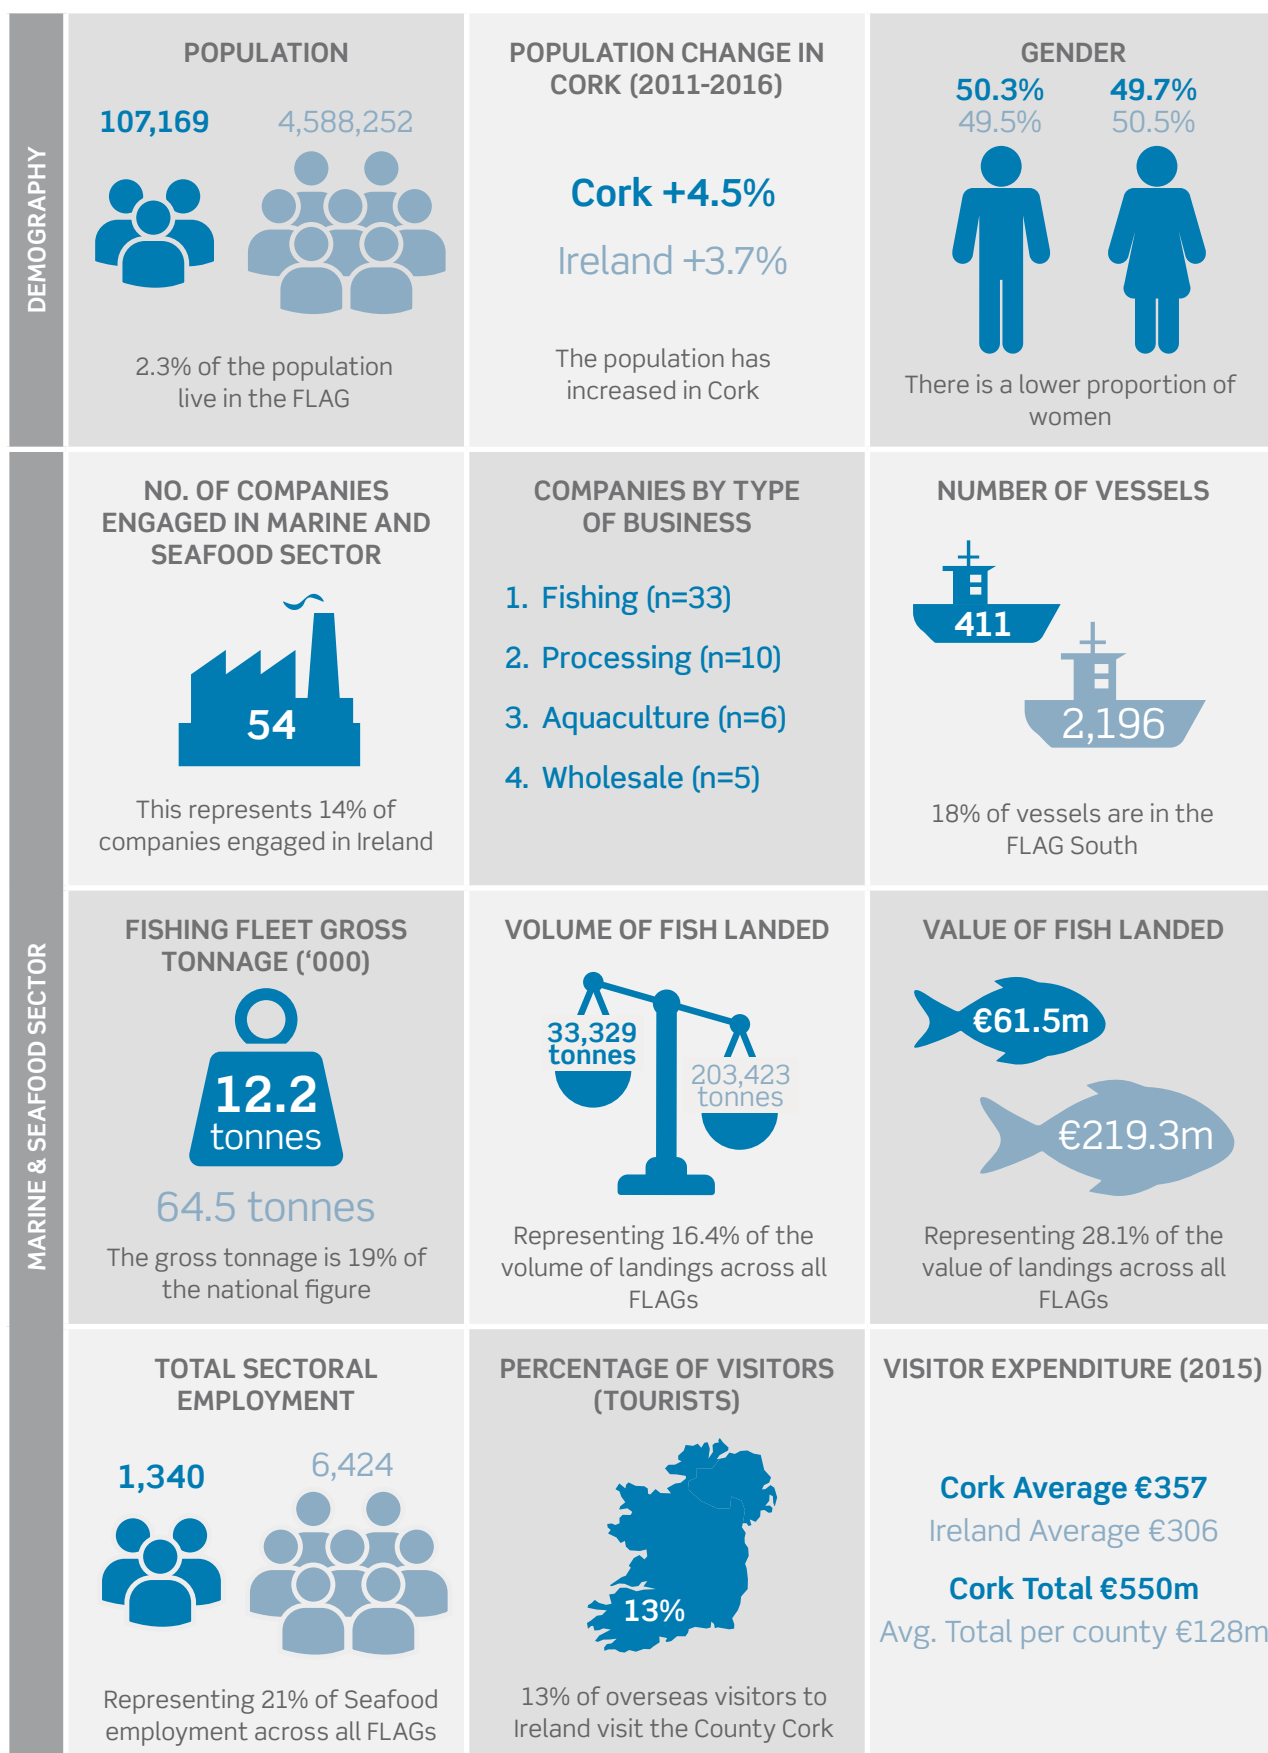 DEMOGRAPHY
POPULATION
107,169
4,588,252
2.3% of the population
live in the FLAG
POPULATION CHANGE IN
CORK (2011-2016)
Cork +4.5%
Ireland +3.7%
The population has
increased in Cork
GENDER
50.3% 49.7%
49.5% 50.5%
There is a lower proportion of
women
MARINE & SEAFOOD SECTOR
NO. OF COMPANIES
ENGAGED IN MARINE AND
SEAFOOD SECTOR
54
This represents 14% of
companies engaged in Ireland
COMPANIES BY TYPE
OF BUSINESS
1. Fishing (n=33)
2. Processing (n=10)
3. Aquaculture (n=6)
4. Wholesale (n=5)
NUMBER OF VESSELS
411
2,196
18% of vessels are in the
FLAG South
FISHING FLEET GROSS
TONNAGE (‘000)
12.2
tonnes
64.5 tonnes
The gross tonnage is 19% of
the national figure
VOLUME OF FISH LANDED
33,329
tonnes
203,423
tonnes
Representing 16.4% of the
volume of landings across all
FLAGs
VALUE OF FISH LANDED
€61.5m
€219.3m
Representing 28.1% of the
value of landings across all
FLAGs
TOTAL SECTORAL
EMPLOYMENT
1,340
6,424
Representing 21% of Seafood
employment across all FLAGs
PERCENTAGE OF VISITORS
(TOURISTS)
13%
13% of overseas visitors to
Ireland visit the County Cork
VISITOR EXPENDITURE (2015)
Cork Average €357
Ireland Average €306
Cork Total €550m
Avg. Total per county €128m